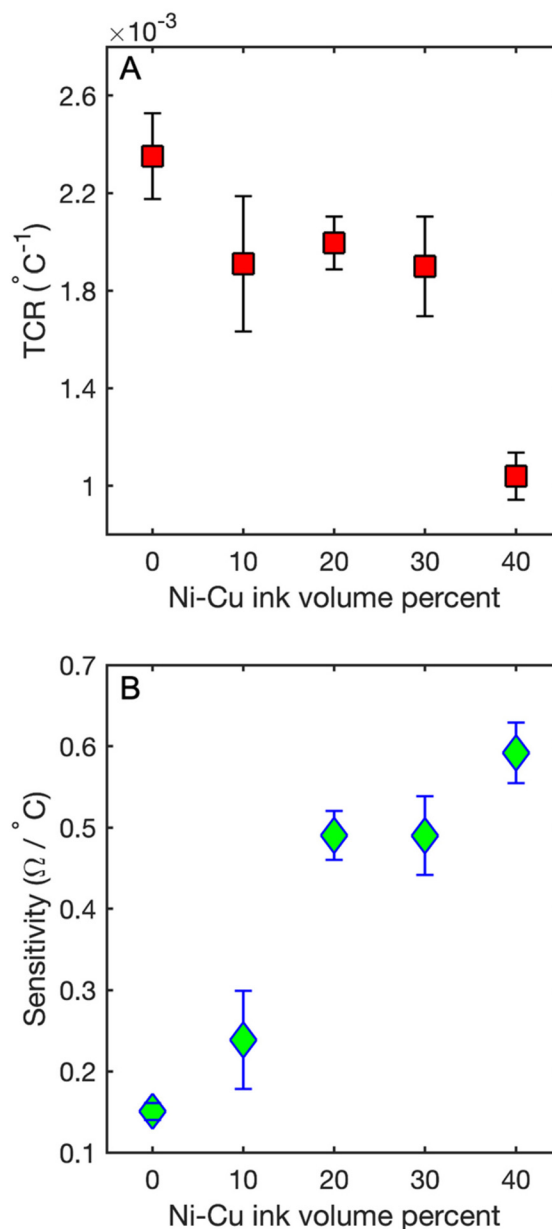 ×10⁻³
A
2.6
2.2
1.8
1.4
1
TCR (°C⁻¹)
0 10 20 30 40
Ni-Cu ink volume percent
B
0.7
0.6
0.5
0.4
0.3
0.2
0.1
Sensitivity (Ω / °C)
0 10 20 30 40
Ni-Cu ink volume percent